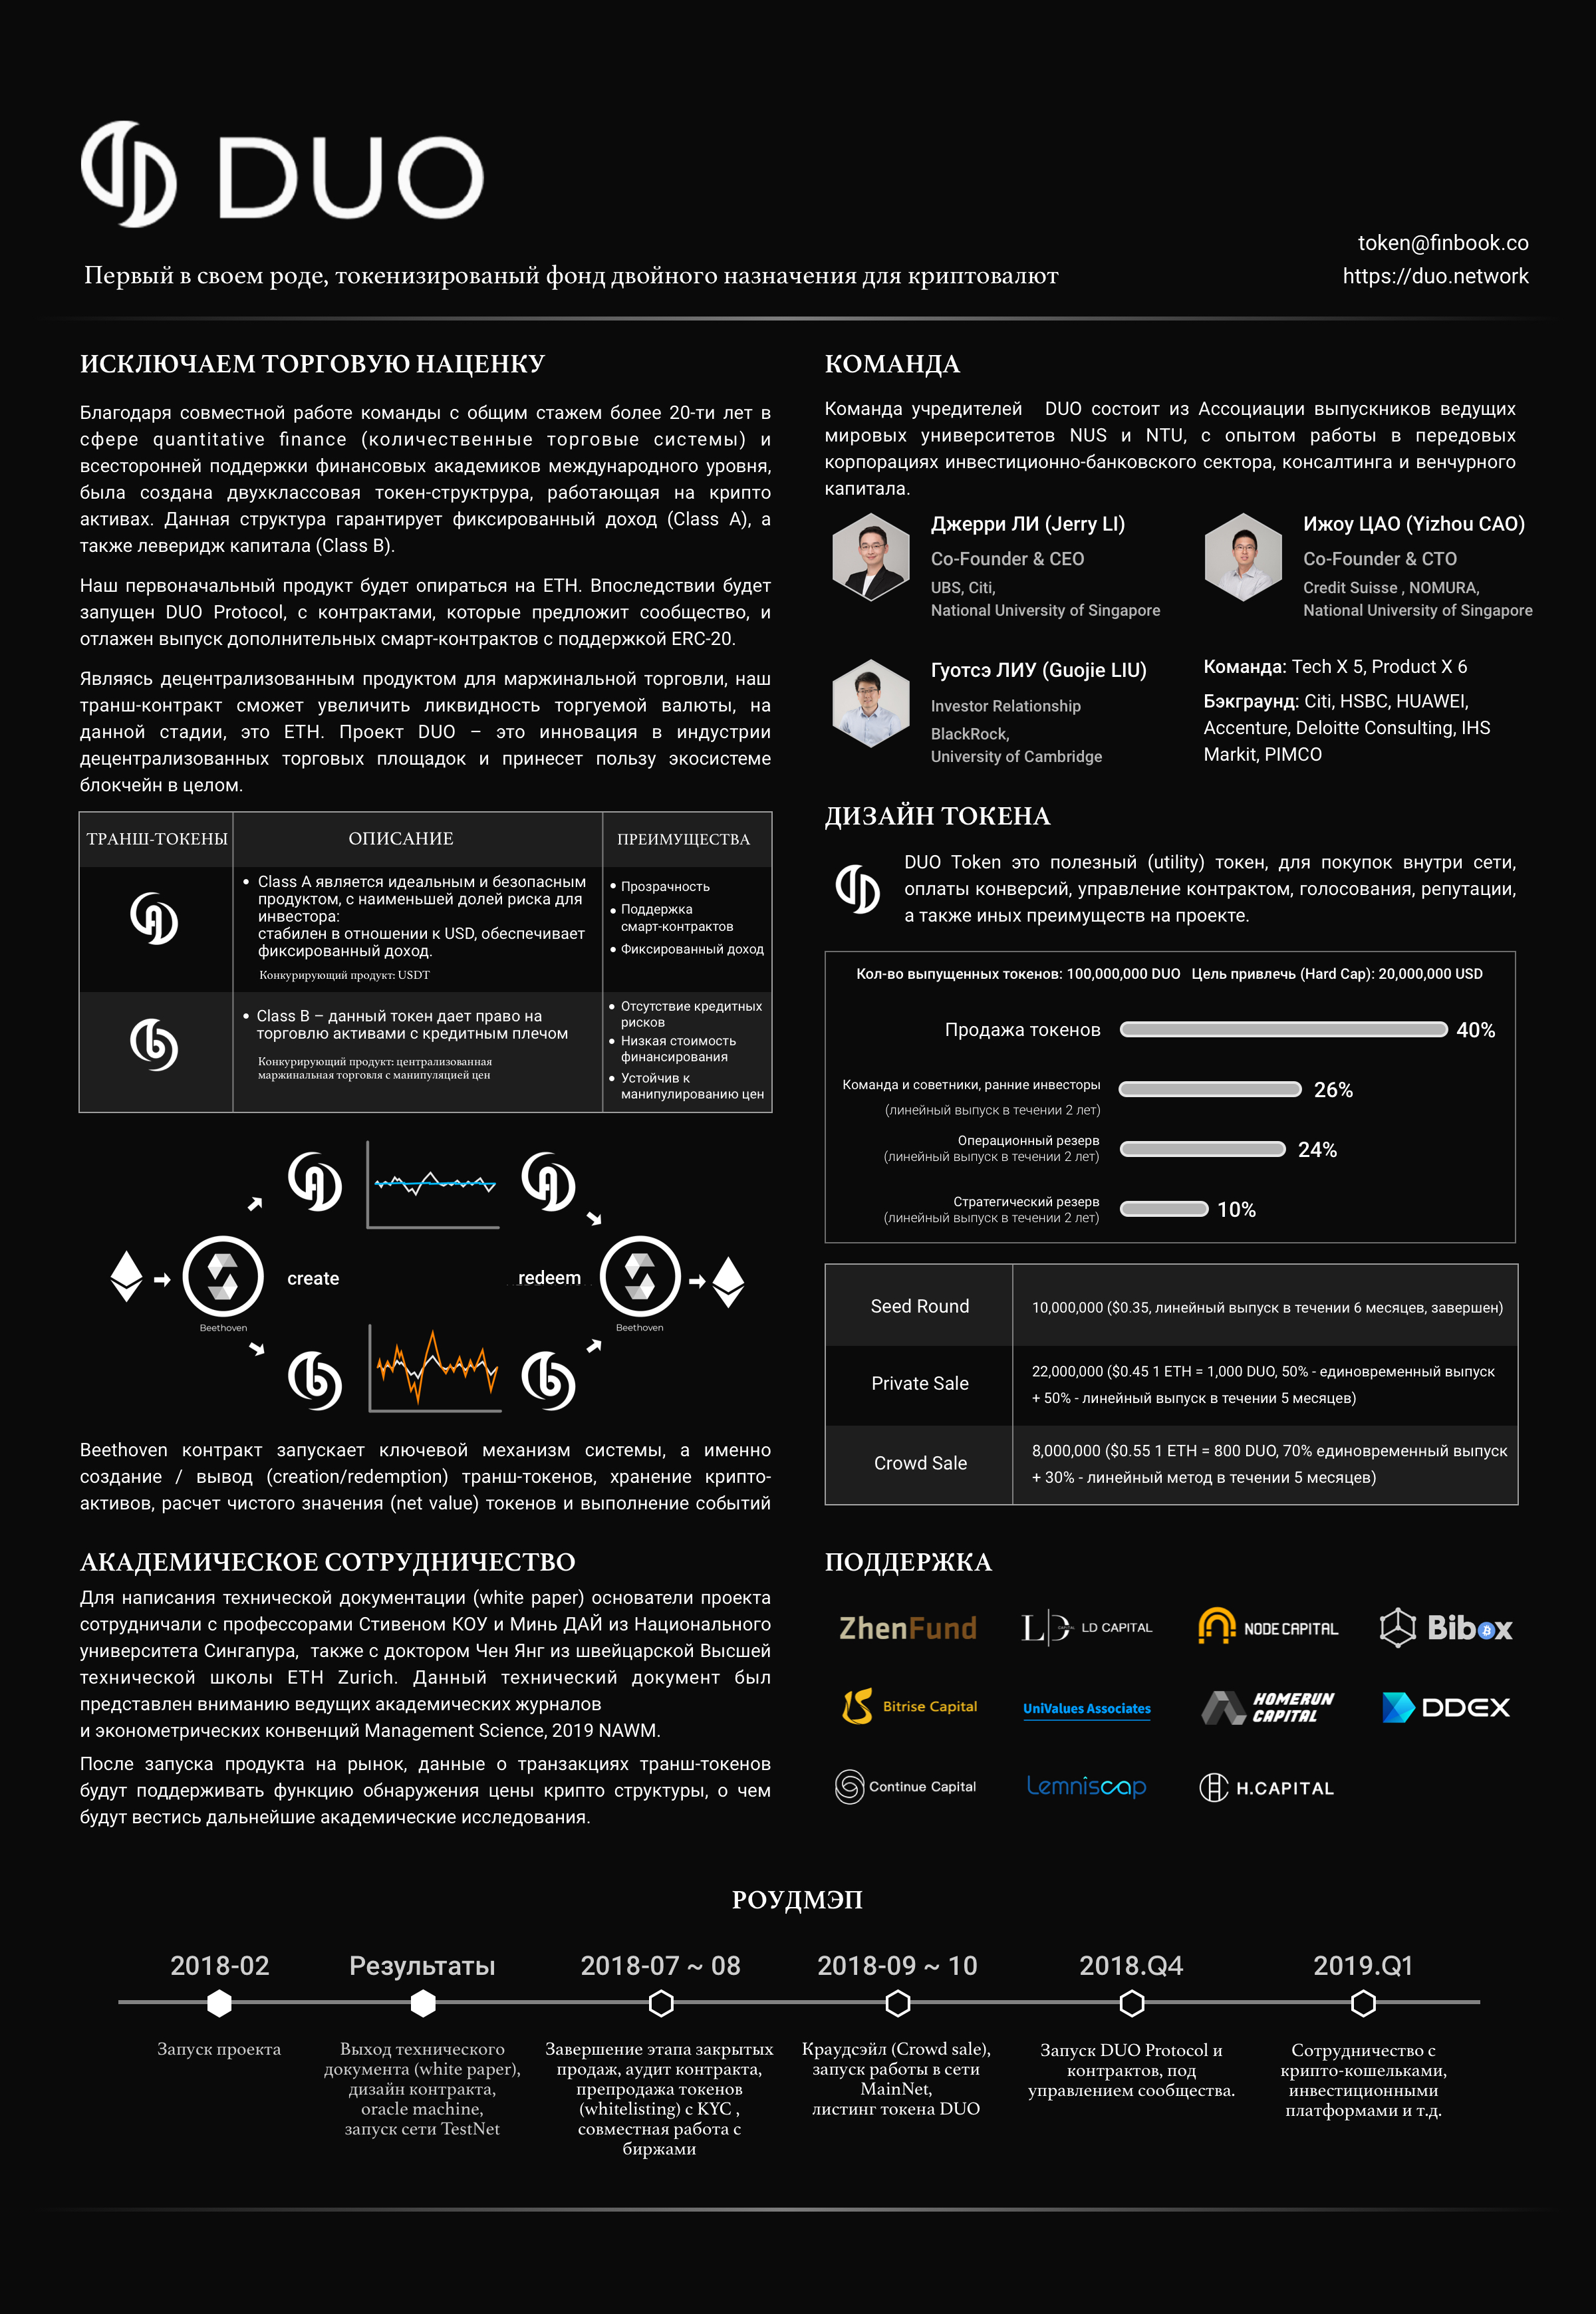 DUO
token@finbook.co
Первый в своем роде, токенизированый фонд двойного назначения для криптовалют
https://duo.network
ИСКЛЮЧАЕМ ТОРГОВУЮ НАЦЕНКУ
Благодаря совместной работе команды с общим стажем более 20-ти лет в
сфере quantitative finance (количественные торговые системы) и
всесторонней поддержки финансовых академиков международного уровня,
была создана двухклассовая токен-структрура, работающая на крипто
активах. Данная структура гарантирует фиксированный доход (Class A), а
также леверидж капитала (Class B).
Наш первоначальный продукт будет опираться на ETH. Впоследствии будет
запущен DUO Protocol, с контрактами, которые предложит сообщество, и
отлажен выпуск дополнительных смарт-контрактов с поддержкой ERC-20.
Являясь децентрализованным продуктом для маржинальной торговли, наш
транш-контракт сможет увеличить ликвидность торгуемой валюты, на
данной стадии, это ETH. Проект DUO – это инновация в индустрии
децентрализованных торговых площадок и принесет пользу экосистеме
блокчейн в целом.
ТРАНШ-ТОКЕНЫ
ОПИСАНИЕ
ПРЕИМУЩЕСТВА
• Class A является идеальным и безопасным
продуктом, с наименьшей долей риска для
инвестора:
стабилен в отношении к USD, обеспечивает
фиксированный доход.
Конкурирующий продукт: USDT
• Прозрачность
• Поддержка
смарт-контрактов
• Фиксированный доход
• Class B – данный токен дает право на
торговлю активами с кредитным плечом
Конкурирующий продукт: централизованная
маржинальная торговля с манипуляцией цен
• Отсутствие кредитных
рисков
• Низкая стоимость
финансирования
• Устойчив к
манипулированию цен
create
redeem
Beethoven
Beethoven
Beethoven контракт запускает ключевой механизм системы, а именно
создание / вывод (creation/redemption) транш-токенов, хранение крипто-
активов, расчет чистого значения (net value) токенов и выполнение событий
АКАДЕМИЧЕСКОЕ СОТРУДНИЧЕСТВО
Для написания технической документации (white paper) основатели проекта
сотрудничали с профессорами Стивеном КОУ и Минь ДАЙ из Национального
университета Сингапура, также с доктором Чен Янг из швейцарской Высшей
технической школы ETH Zurich. Данный технический документ был
представлен вниманию ведущих академических журналов
и эконометрических конвенций Management Science, 2019 NAWM.
После запуска продукта на рынок, данные о транзакциях транш-токенов
будут поддерживать функцию обнаружения цены крипто структуры, о чем
будут вестись дальнейшие академические исследования.
КОМАНДА
Команда учредителей DUO состоит из Ассоциации выпускников ведущих
мировых университетов NUS и NTU, с опытом работы в передовых
корпорациях инвестиционно-банковского сектора, консалтинга и венчурного
капитала.
Джерри ЛИ (Jerry LI)
Co-Founder & CEO
UBS, Citi,
National University of Singapore
Ижоу ЦАО (Yizhou CAO)
Co-Founder & CTO
Credit Suisse , NOMURA,
National University of Singapore
Гуотсэ ЛИУ (Guojie LIU)
Investor Relationship
BlackRock,
University of Cambridge
Команда: Tech X 5, Product X 6
Бэкграунд: Citi, HSBC, HUAWEI,
Accenture, Deloitte Consulting, IHS
Markit, PIMCO
ДИЗАЙН ТОКЕНА
DUO Token это полезный (utility) токен, для покупок внутри сети,
оплаты конверсий, управление контрактом, голосования, репутации,
а также иных преимуществ на проекте.
Кол-во выпущенных токенов: 100,000,000 DUO Цель привлечь (Hard Cap): 20,000,000 USD
Продажа токенов 40%
Команда и советники, ранние инвесторы 26%
(линейный выпуск в течении 2 лет)
Операционный резерв 24%
(линейный выпуск в течении 2 лет)
Стратегический резерв 10%
(линейный выпуск в течении 2 лет)
Seed Round
10,000,000 ($0.35, линейный выпуск в течении 6 месяцев, завершен)
Private Sale
22,000,000 ($0.45 1 ETH = 1,000 DUO, 50% - единовременный выпуск
+ 50% - линейный выпуск в течении 5 месяцев)
Crowd Sale
8,000,000 ($0.55 1 ETH = 800 DUO, 70% единовременный выпуск
+ 30% - линейный метод в течении 5 месяцев)
ПОДДЕРЖКА
ZhenFund
LD CAPITAL
NODE CAPITAL
Bibox
Bitrise Capital
UniValues Associates
HOMERUN CAPITAL
DDEX
Continue Capital
Lemniscap
H.CAPITAL
РОУДМЭП
2018-02
Запуск проекта
Результаты
Выход технического
документа (white paper),
дизайн контракта,
oracle machine,
запуск сети TestNet
2018-07 ~ 08
Завершение этапа закрытых
продаж, аудит контракта,
препродажа токенов
(whitelisting) с KYC ,
совместная работа с
биржами
2018-09 ~ 10
Краудсэйл (Crowd sale),
запуск работы в сети
MainNet,
листинг токена DUO
2018.Q4
Запуск DUO Protocol и
контрактов, под
управлением сообщества.
2019.Q1
Сотрудничество с
крипто-кошельками,
инвестиционными
платформами и т.д.